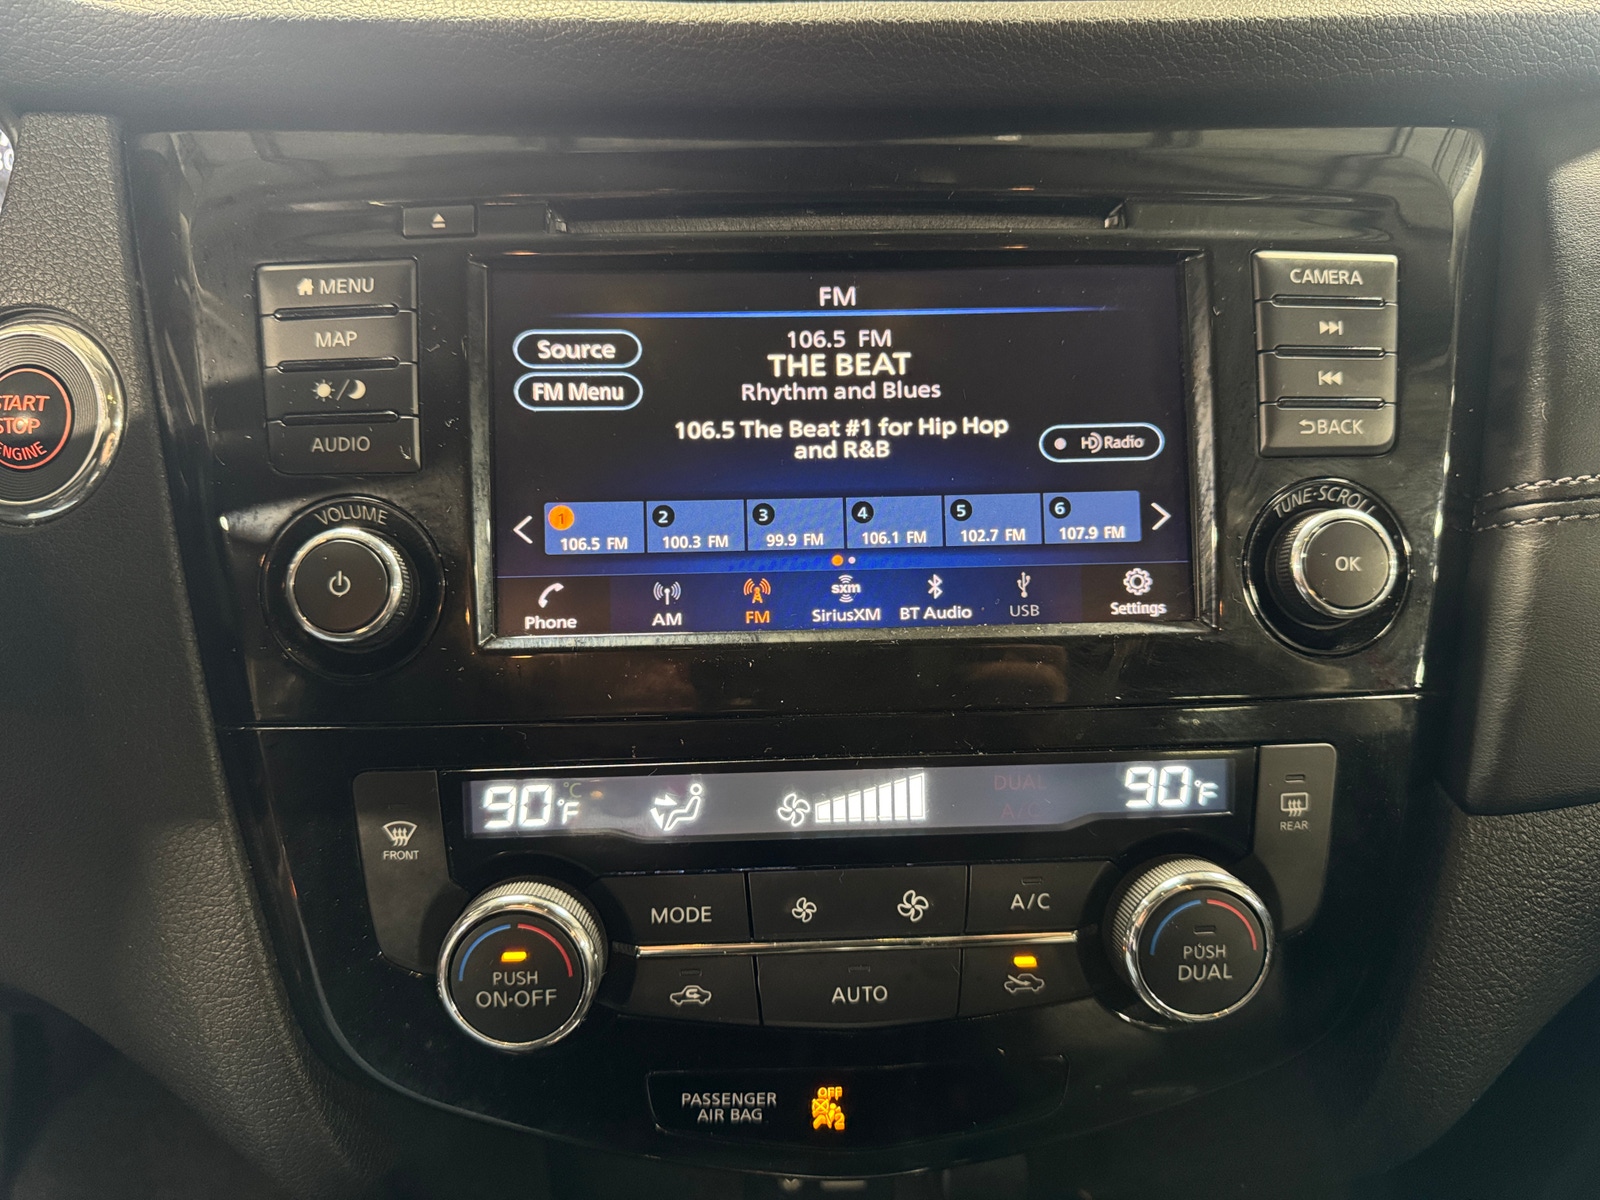 MENU
MAP
AUDIO
VOLUME
START
STOP
ENGINE
FM
Source
FM Menu
106.5 FM
THE BEAT
Rhythm and Blues
106.5 The Beat #1 for Hip Hop
and R&B
HD Radio
1 106.5 FM
2 100.3 FM
3 99.9 FM
4 106.1 FM
5 102.7 FM
6 107.9 FM
Phone
AM
FM
sxm
SiriusXM
BT Audio
USB
Settings
CAMERA
BACK
TUNE·SCROLL
OK
90°F
°C
DUAL
A/C
90°F
FRONT
REAR
MODE
A/C
PUSH
ON·OFF
AUTO
PUSH
DUAL
PASSENGER
AIR BAG
OFF
2